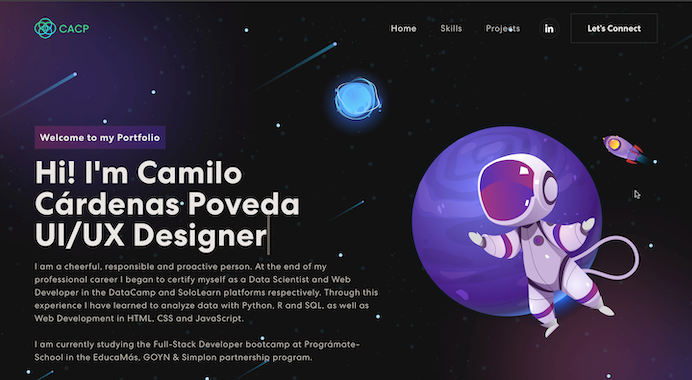 CACP
Home Skills Projects in Let's Connect
Welcome to my Portfolio
Hi! I'm Camilo
Cárdenas Poveda
UI/UX Designer
I am a cheerful, responsible and proactive person. At the end of my
professional career I began to certify myself as a Data Scientist and Web
Developer in the DataCamp and SoloLearn platforms respectively. Through this
experience I have learned to analyze data with Python, R and SQL, as well as
Web Development in HTML, CSS and JavaScript.
I am currently studying the Full-Stack Developer bootcamp at Prográmate-
School in the EducaMás, GOYN & Simplon partnership program.